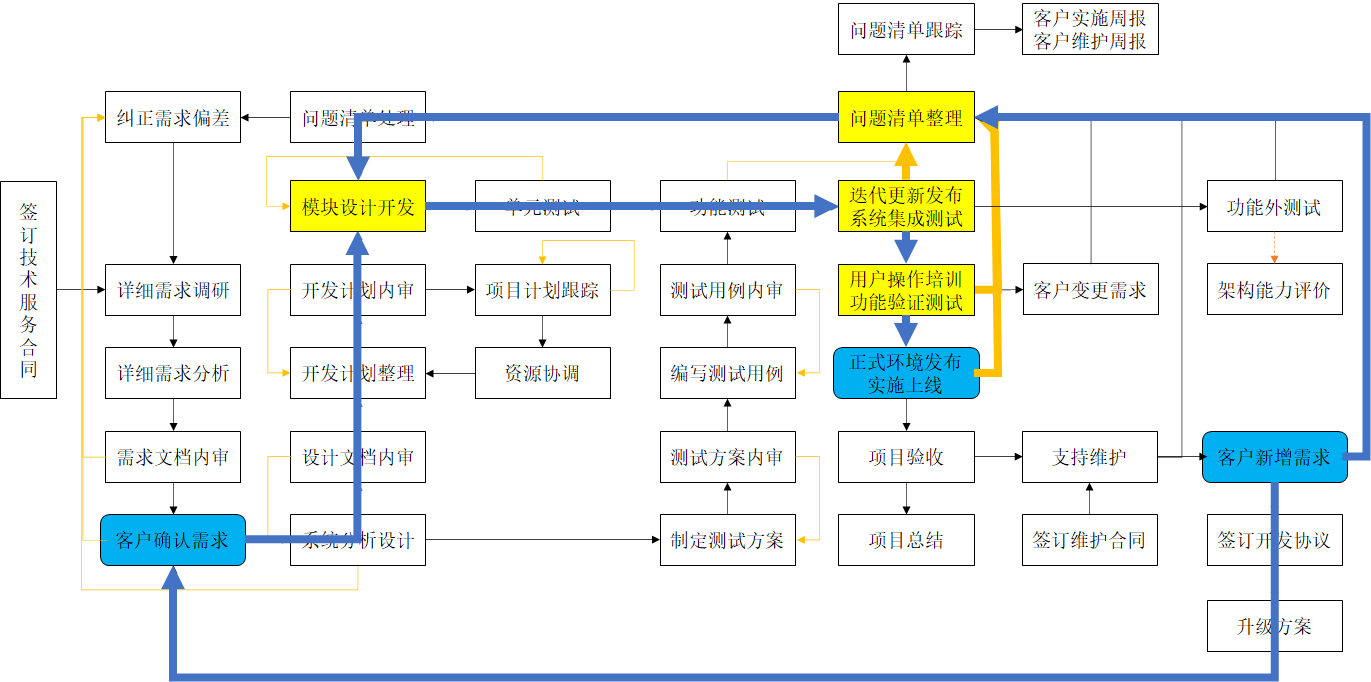 问题清单跟踪
客户实施周报
客户维护周报
纠正需求偏差
问题清单处理
问题清单整理
签订技术服务合同
模块设计开发
单元测试
功能测试
迭代更新发布
系统集成测试
功能外测试
详细需求调研
开发计划内审
项目计划跟踪
测试用例内审
用户操作培训
功能验证测试
客户变更需求
架构能力评价
详细需求分析
开发计划整理
资源协调
编写测试用例
正式环境发布
实施上线
需求文档内审
设计文档内审
测试方案内审
项目验收
支持维护
客户新增需求
客户确认需求
系统分析设计
制定测试方案
项目总结
签订维护合同
签订开发协议
升级方案